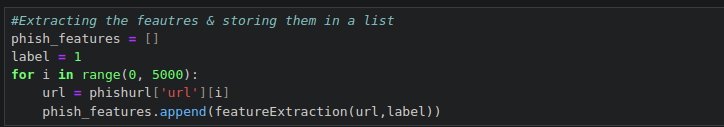 #Extracting the feautres & storing them in a list
phish_features = []
label = 1
for i in range(0, 5000):
    url = phishurl['url'][i]
    phish_features.append(featureExtraction(url,label))